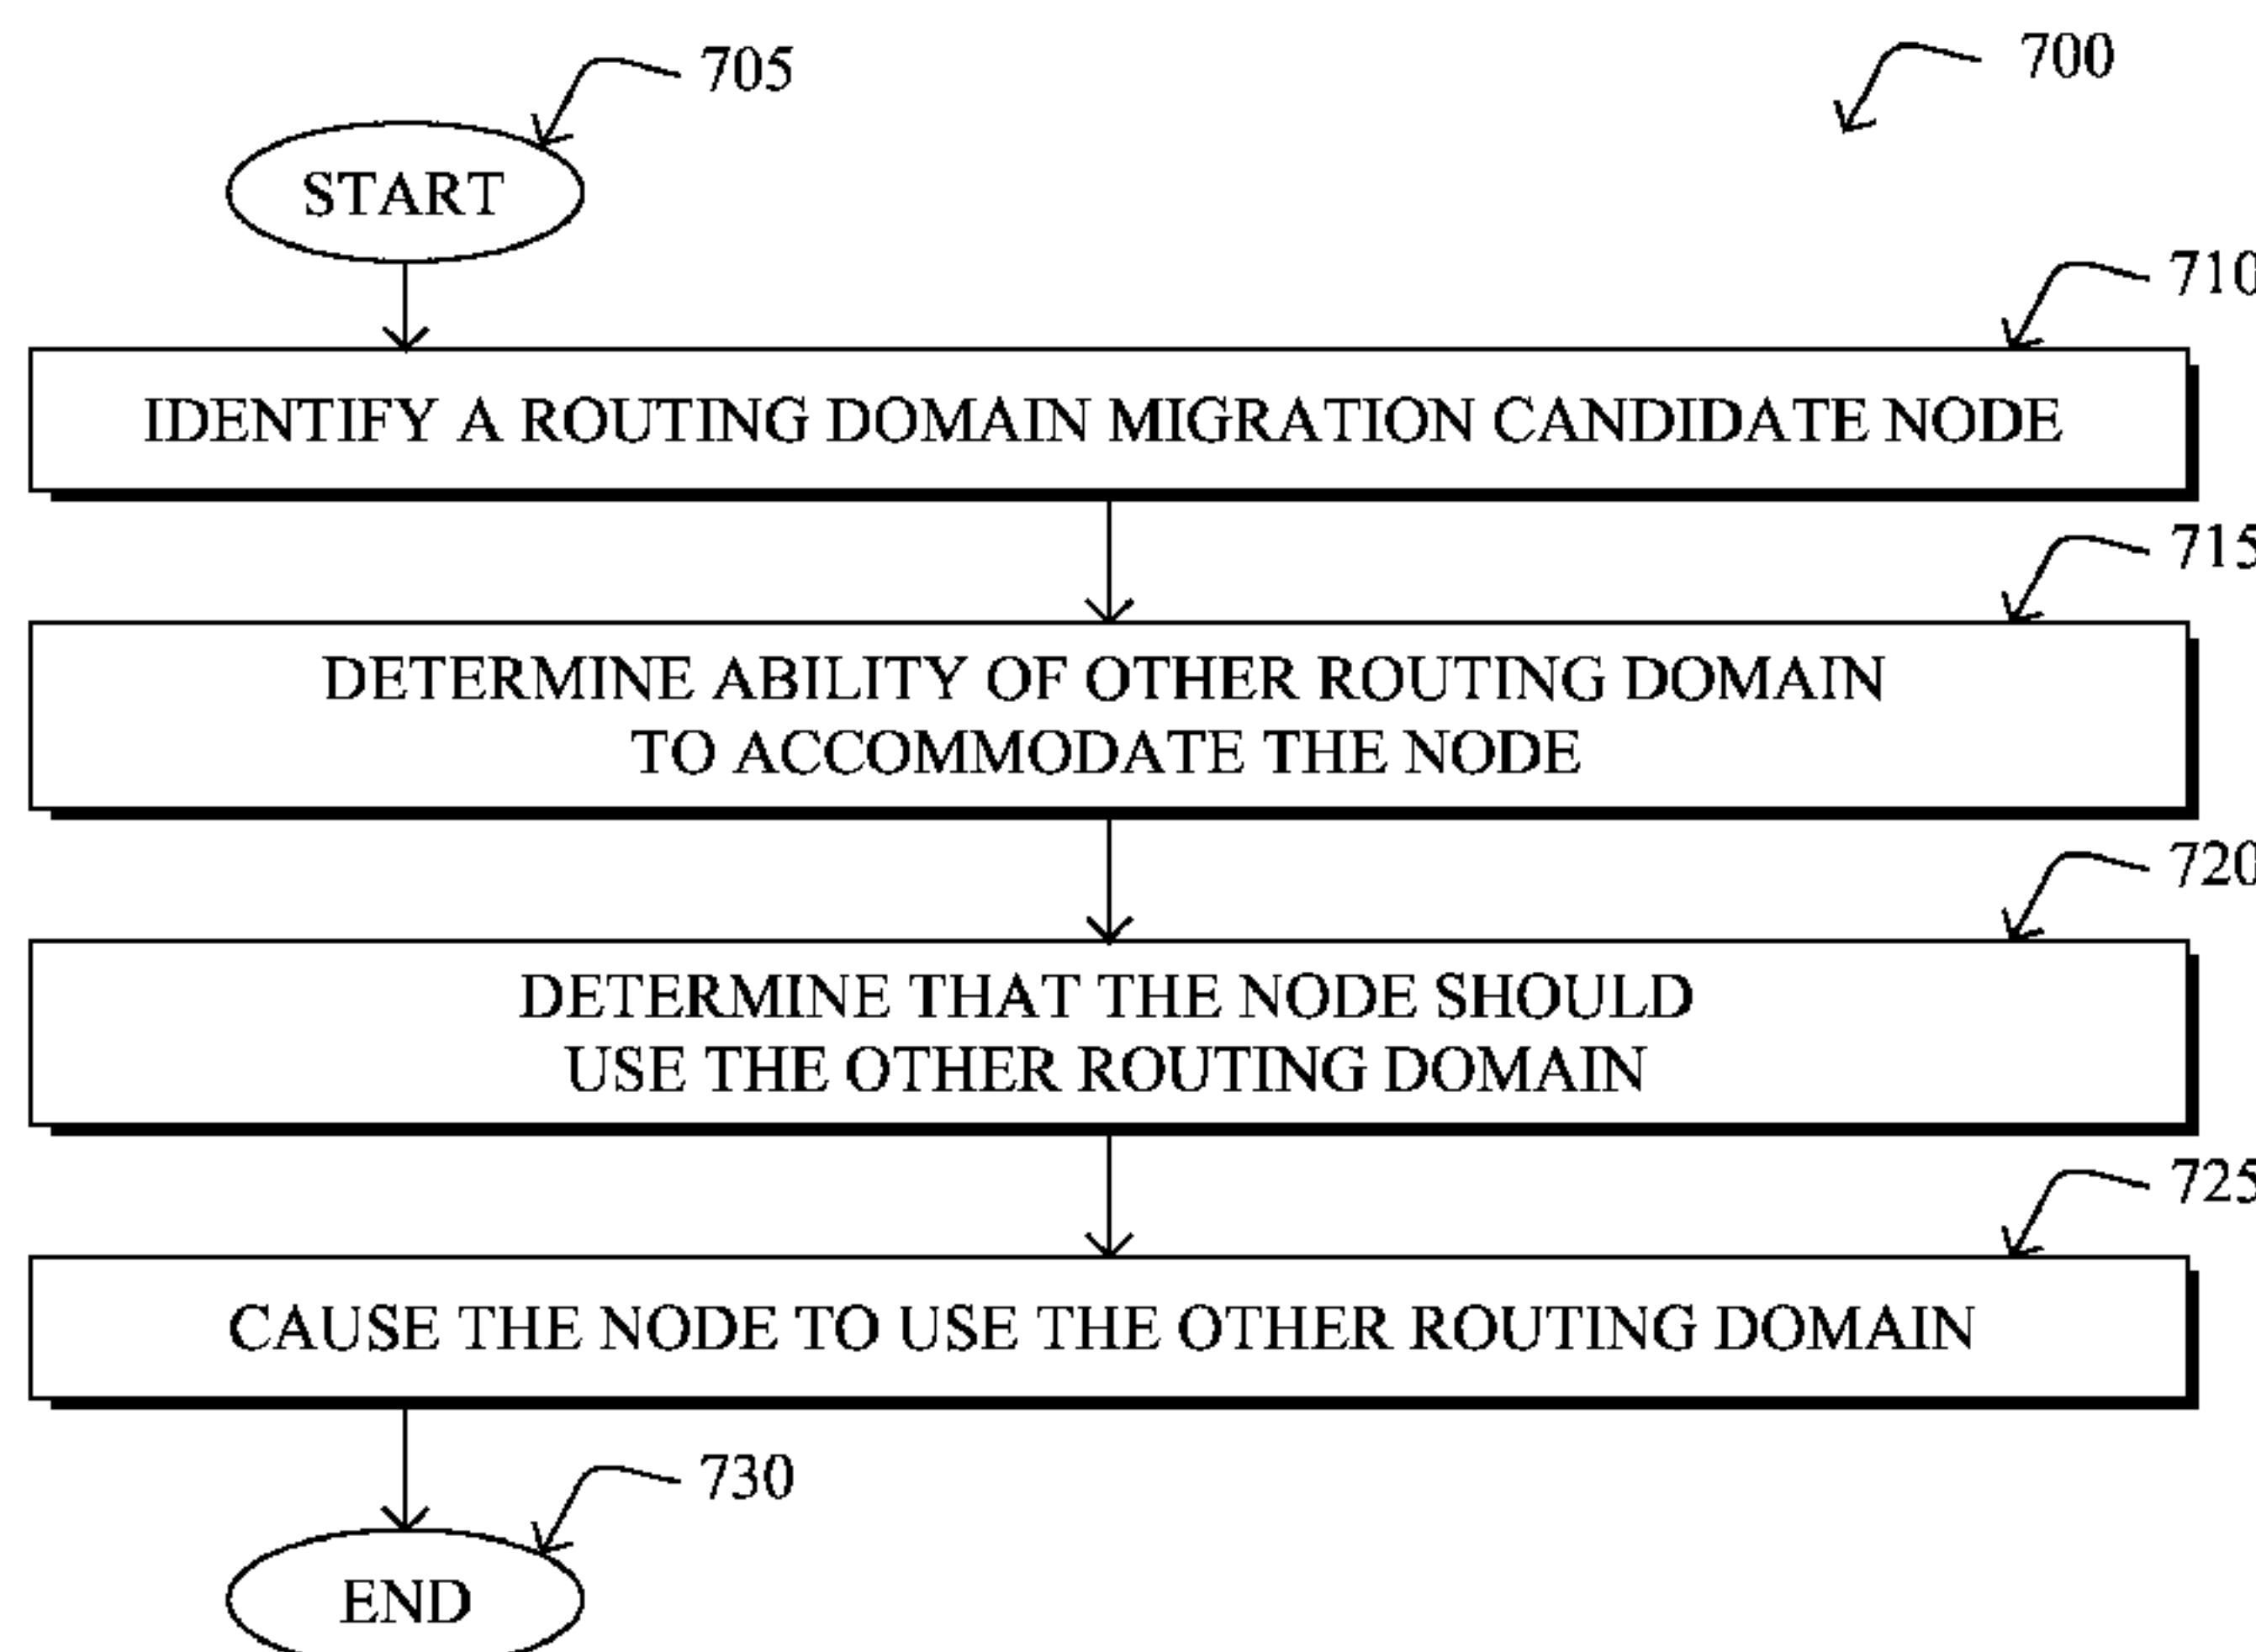 700
705
START
710
IDENTIFY A ROUTING DOMAIN MIGRATION CANDIDATE NODE
715
DETERMINE ABILITY OF OTHER ROUTING DOMAIN
TO ACCOMMODATE THE NODE
720
DETERMINE THAT THE NODE SHOULD
USE THE OTHER ROUTING DOMAIN
725
CAUSE THE NODE TO USE THE OTHER ROUTING DOMAIN
730
END